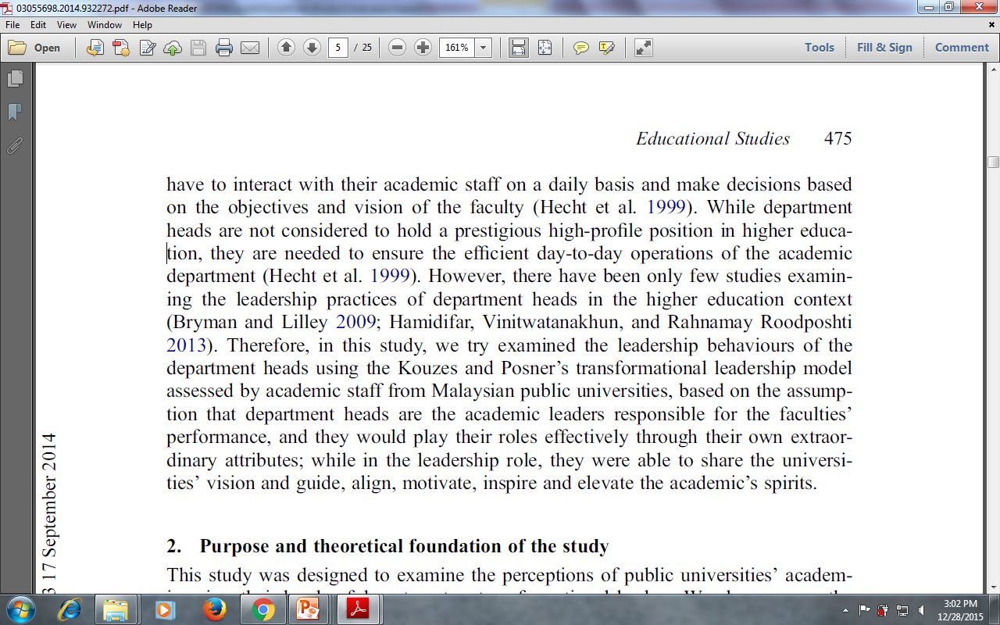 03055698.2014.932272.pdf - Adobe Reader
File Edit View Window Help
Open 5 / 25 161% Tools Fill & Sign Comment
Educational Studies 475
have to interact with their academic staff on a daily basis and make decisions based
on the objectives and vision of the faculty (Hecht et al. 1999). While department
heads are not considered to hold a prestigious high-profile position in higher educa-
tion, they are needed to ensure the efficient day-to-day operations of the academic
department (Hecht et al. 1999). However, there have been only few studies examin-
ing the leadership practices of department heads in the higher education context
(Bryman and Lilley 2009; Hamidifar, Vinitwatanakhun, and Rahnamay Roodposhti
2013). Therefore, in this study, we try examined the leadership behaviours of the
department heads using the Kouzes and Posner's transformational leadership model
assessed by academic staff from Malaysian public universities, based on the assump-
tion that department heads are the academic leaders responsible for the faculties'
performance, and they would play their roles effectively through their own extraor-
dinary attributes; while in the leadership role, they were able to share the universi-
ties' vision and guide, align, motivate, inspire and elevate the academic's spirits.
2. Purpose and theoretical foundation of the study
This study was designed to examine the perceptions of public universities' academ-
3 17 September 2014
3:02 PM
12/28/2015